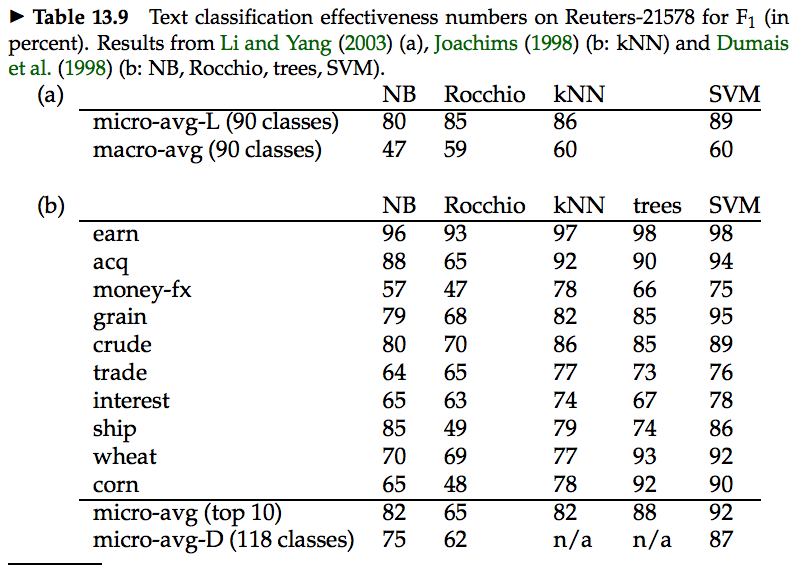 ► Table 13.9 Text classification effectiveness numbers on Reuters-21578 for F1 (in
percent). Results from Li and Yang (2003) (a), Joachims (1998) (b: kNN) and Dumais
et al. (1998) (b: NB, Rocchio, trees, SVM).
(a) NB Rocchio kNN SVM
micro-avg-L (90 classes) 80 85 86 89
macro-avg (90 classes) 47 59 60 60
(b) NB Rocchio kNN trees SVM
earn 96 93 97 98 98
acq 88 65 92 90 94
money-fx 57 47 78 66 75
grain 79 68 82 85 95
crude 80 70 86 85 89
trade 64 65 77 73 76
interest 65 63 74 67 78
ship 85 49 79 74 86
wheat 70 69 77 93 92
corn 65 48 78 92 90
micro-avg (top 10) 82 65 82 88 92
micro-avg-D (118 classes) 75 62 n/a n/a 87